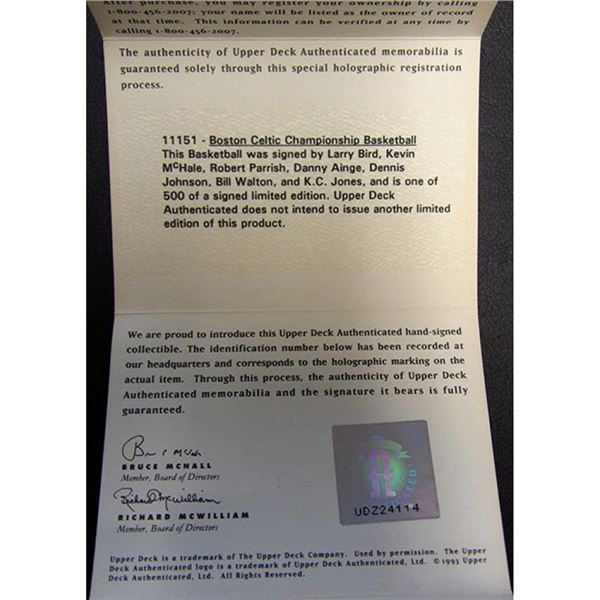 After purchase, you may register your ownership by calling
1-800-456-2007; your name will be listed as the owner of record
at that time. This information can be verified at any time by
calling 1-800-456-2007.
The authenticity of Upper Deck Authenticated memorabilia is
guaranteed solely through this special holographic registration
process.
11151 - Boston Celtic Championship Basketball
This Basketball was signed by Larry Bird, Kevin
McHale, Robert Parrish, Danny Ainge, Dennis
Johnson, Bill Walton, and K.C. Jones, and is one of
500 of a signed limited edition. Upper Deck
Authenticated does not intend to issue another limited
edition of this product.
We are proud to introduce this Upper Deck Authenticated hand-signed
collectible. The identification number below has been recorded at
our headquarters and corresponds to the holographic marking on the
actual item. Through this process, the authenticity of Upper Deck
Authenticated memorabilia and the signature it bears is fully
guaranteed.
BRUCE MCNALL
Member, Board of Directors
Richard McWilliam
RICHARD MCWILLIAM
Member, Board of Directors
UDZ24114
Upper Deck is a trademark of The Upper Deck Company. Used by permission. The Upper
Deck Authenticated logo is a trademark of Upper Deck Authenticated, Ltd. © 1993 Upper
Deck Authenticated, Ltd. All Rights Reserved.